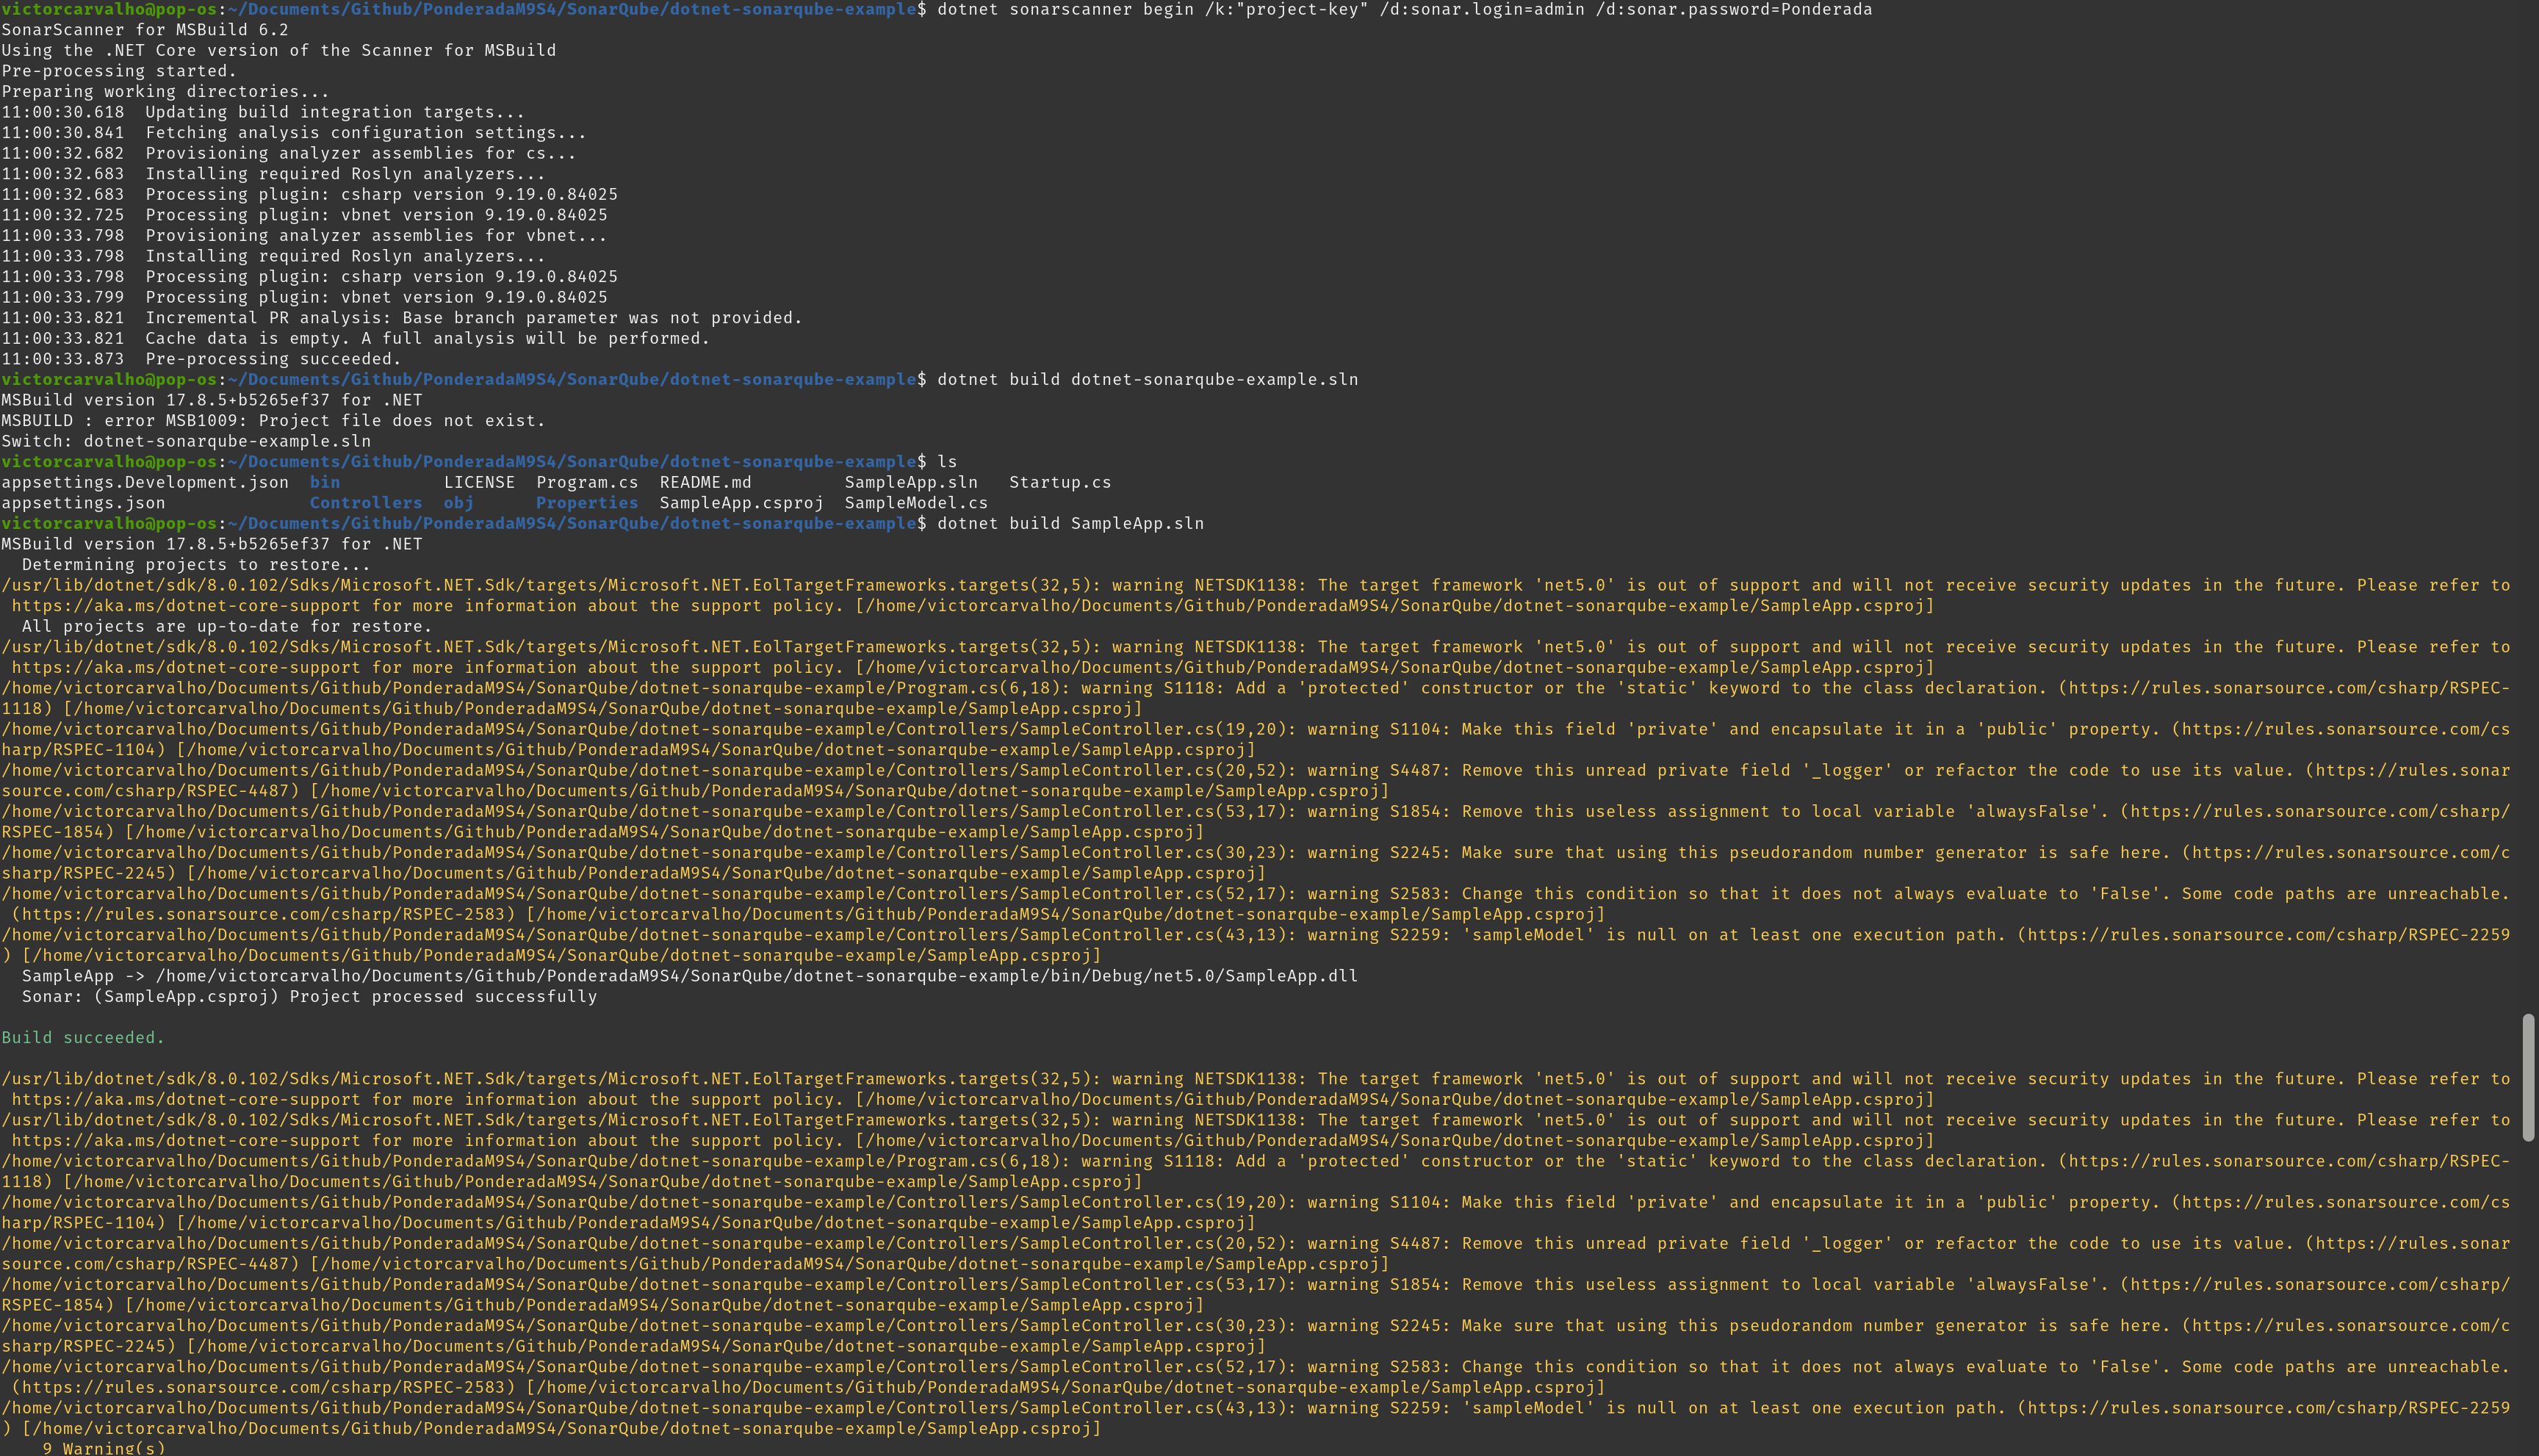 victorcarvalho@pop-os:~/Documents/Github/PonderadaM9S4/SonarQube/dotnet-sonarqube-example$ dotnet sonarscanner begin /k:"project-key" /d:sonar.login=admin /d:sonar.password=Ponderada
SonarScanner for MSBuild 6.2
Using the .NET Core version of the Scanner for MSBuild
Pre-processing started.
Preparing working directories...
11:00:30.618  Updating build integration targets...
11:00:30.841  Fetching analysis configuration settings...
11:00:32.682  Provisioning analyzer assemblies for cs...
11:00:32.683  Installing required Roslyn analyzers...
11:00:32.683  Processing plugin: csharp version 9.19.0.84025
11:00:32.725  Processing plugin: vbnet version 9.19.0.84025
11:00:33.798  Provisioning analyzer assemblies for vbnet...
11:00:33.798  Installing required Roslyn analyzers...
11:00:33.798  Processing plugin: csharp version 9.19.0.84025
11:00:33.799  Processing plugin: vbnet version 9.19.0.84025
11:00:33.821  Incremental PR analysis: Base branch parameter was not provided.
11:00:33.821  Cache data is empty. A full analysis will be performed.
11:00:33.873  Pre-processing succeeded.
victorcarvalho@pop-os:~/Documents/Github/PonderadaM9S4/SonarQube/dotnet-sonarqube-example$ dotnet build dotnet-sonarqube-example.sln
MSBuild version 17.8.5+b5265ef37 for .NET
MSBUILD : error MSB1009: Project file does not exist.
Switch: dotnet-sonarqube-example.sln
victorcarvalho@pop-os:~/Documents/Github/PonderadaM9S4/SonarQube/dotnet-sonarqube-example$ ls
appsettings.Development.json  bin          LICENSE  Program.cs  README.md         SampleApp.sln   Startup.cs
appsettings.json              Controllers  obj      Properties  SampleApp.csproj  SampleModel.cs
victorcarvalho@pop-os:~/Documents/Github/PonderadaM9S4/SonarQube/dotnet-sonarqube-example$ dotnet build SampleApp.sln
MSBuild version 17.8.5+b5265ef37 for .NET
  Determining projects to restore...
/usr/lib/dotnet/sdk/8.0.102/Sdks/Microsoft.NET.Sdk/targets/Microsoft.NET.EolTargetFrameworks.targets(32,5): warning NETSDK1138: The target framework 'net5.0' is out of support and will not receive security updates in the future. Please refer to
 https://aka.ms/dotnet-core-support for more information about the support policy. [/home/victorcarvalho/Documents/Github/PonderadaM9S4/SonarQube/dotnet-sonarqube-example/SampleApp.csproj]
  All projects are up-to-date for restore.
/usr/lib/dotnet/sdk/8.0.102/Sdks/Microsoft.NET.Sdk/targets/Microsoft.NET.EolTargetFrameworks.targets(32,5): warning NETSDK1138: The target framework 'net5.0' is out of support and will not receive security updates in the future. Please refer to
 https://aka.ms/dotnet-core-support for more information about the support policy. [/home/victorcarvalho/Documents/Github/PonderadaM9S4/SonarQube/dotnet-sonarqube-example/SampleApp.csproj]
/home/victorcarvalho/Documents/Github/PonderadaM9S4/SonarQube/dotnet-sonarqube-example/Program.cs(6,18): warning S1118: Add a 'protected' constructor or the 'static' keyword to the class declaration. (https://rules.sonarsource.com/csharp/RSPEC-
1118) [/home/victorcarvalho/Documents/Github/PonderadaM9S4/SonarQube/dotnet-sonarqube-example/SampleApp.csproj]
/home/victorcarvalho/Documents/Github/PonderadaM9S4/SonarQube/dotnet-sonarqube-example/Controllers/SampleController.cs(19,20): warning S1104: Make this field 'private' and encapsulate it in a 'public' property. (https://rules.sonarsource.com/cs
harp/RSPEC-1104) [/home/victorcarvalho/Documents/Github/PonderadaM9S4/SonarQube/dotnet-sonarqube-example/SampleApp.csproj]
/home/victorcarvalho/Documents/Github/PonderadaM9S4/SonarQube/dotnet-sonarqube-example/Controllers/SampleController.cs(20,52): warning S4487: Remove this unread private field '_logger' or refactor the code to use its value. (https://rules.sonar
source.com/csharp/RSPEC-4487) [/home/victorcarvalho/Documents/Github/PonderadaM9S4/SonarQube/dotnet-sonarqube-example/SampleApp.csproj]
/home/victorcarvalho/Documents/Github/PonderadaM9S4/SonarQube/dotnet-sonarqube-example/Controllers/SampleController.cs(53,17): warning S1854: Remove this useless assignment to local variable 'alwaysFalse'. (https://rules.sonarsource.com/csharp/
RSPEC-1854) [/home/victorcarvalho/Documents/Github/PonderadaM9S4/SonarQube/dotnet-sonarqube-example/SampleApp.csproj]
/home/victorcarvalho/Documents/Github/PonderadaM9S4/SonarQube/dotnet-sonarqube-example/Controllers/SampleController.cs(30,23): warning S2245: Make sure that using this pseudorandom number generator is safe here. (https://rules.sonarsource.com/c
sharp/RSPEC-2245) [/home/victorcarvalho/Documents/Github/PonderadaM9S4/SonarQube/dotnet-sonarqube-example/SampleApp.csproj]
/home/victorcarvalho/Documents/Github/PonderadaM9S4/SonarQube/dotnet-sonarqube-example/Controllers/SampleController.cs(52,17): warning S2583: Change this condition so that it does not always evaluate to 'False'. Some code paths are unreachable.
 (https://rules.sonarsource.com/csharp/RSPEC-2583) [/home/victorcarvalho/Documents/Github/PonderadaM9S4/SonarQube/dotnet-sonarqube-example/SampleApp.csproj]
/home/victorcarvalho/Documents/Github/PonderadaM9S4/SonarQube/dotnet-sonarqube-example/Controllers/SampleController.cs(43,13): warning S2259: 'sampleModel' is null on at least one execution path. (https://rules.sonarsource.com/csharp/RSPEC-2259
) [/home/victorcarvalho/Documents/Github/PonderadaM9S4/SonarQube/dotnet-sonarqube-example/SampleApp.csproj]
  SampleApp -> /home/victorcarvalho/Documents/Github/PonderadaM9S4/SonarQube/dotnet-sonarqube-example/bin/Debug/net5.0/SampleApp.dll
  Sonar: (SampleApp.csproj) Project processed successfully
Build succeeded.
/usr/lib/dotnet/sdk/8.0.102/Sdks/Microsoft.NET.Sdk/targets/Microsoft.NET.EolTargetFrameworks.targets(32,5): warning NETSDK1138: The target framework 'net5.0' is out of support and will not receive security updates in the future. Please refer to
 https://aka.ms/dotnet-core-support for more information about the support policy. [/home/victorcarvalho/Documents/Github/PonderadaM9S4/SonarQube/dotnet-sonarqube-example/SampleApp.csproj]
/usr/lib/dotnet/sdk/8.0.102/Sdks/Microsoft.NET.Sdk/targets/Microsoft.NET.EolTargetFrameworks.targets(32,5): warning NETSDK1138: The target framework 'net5.0' is out of support and will not receive security updates in the future. Please refer to
 https://aka.ms/dotnet-core-support for more information about the support policy. [/home/victorcarvalho/Documents/Github/PonderadaM9S4/SonarQube/dotnet-sonarqube-example/SampleApp.csproj]
/home/victorcarvalho/Documents/Github/PonderadaM9S4/SonarQube/dotnet-sonarqube-example/Program.cs(6,18): warning S1118: Add a 'protected' constructor or the 'static' keyword to the class declaration. (https://rules.sonarsource.com/csharp/RSPEC-
1118) [/home/victorcarvalho/Documents/Github/PonderadaM9S4/SonarQube/dotnet-sonarqube-example/SampleApp.csproj]
/home/victorcarvalho/Documents/Github/PonderadaM9S4/SonarQube/dotnet-sonarqube-example/Controllers/SampleController.cs(19,20): warning S1104: Make this field 'private' and encapsulate it in a 'public' property. (https://rules.sonarsource.com/cs
harp/RSPEC-1104) [/home/victorcarvalho/Documents/Github/PonderadaM9S4/SonarQube/dotnet-sonarqube-example/SampleApp.csproj]
/home/victorcarvalho/Documents/Github/PonderadaM9S4/SonarQube/dotnet-sonarqube-example/Controllers/SampleController.cs(20,52): warning S4487: Remove this unread private field '_logger' or refactor the code to use its value. (https://rules.sonar
source.com/csharp/RSPEC-4487) [/home/victorcarvalho/Documents/Github/PonderadaM9S4/SonarQube/dotnet-sonarqube-example/SampleApp.csproj]
/home/victorcarvalho/Documents/Github/PonderadaM9S4/SonarQube/dotnet-sonarqube-example/Controllers/SampleController.cs(53,17): warning S1854: Remove this useless assignment to local variable 'alwaysFalse'. (https://rules.sonarsource.com/csharp/
RSPEC-1854) [/home/victorcarvalho/Documents/Github/PonderadaM9S4/SonarQube/dotnet-sonarqube-example/SampleApp.csproj]
/home/victorcarvalho/Documents/Github/PonderadaM9S4/SonarQube/dotnet-sonarqube-example/Controllers/SampleController.cs(30,23): warning S2245: Make sure that using this pseudorandom number generator is safe here. (https://rules.sonarsource.com/c
sharp/RSPEC-2245) [/home/victorcarvalho/Documents/Github/PonderadaM9S4/SonarQube/dotnet-sonarqube-example/SampleApp.csproj]
/home/victorcarvalho/Documents/Github/PonderadaM9S4/SonarQube/dotnet-sonarqube-example/Controllers/SampleController.cs(52,17): warning S2583: Change this condition so that it does not always evaluate to 'False'. Some code paths are unreachable.
 (https://rules.sonarsource.com/csharp/RSPEC-2583) [/home/victorcarvalho/Documents/Github/PonderadaM9S4/SonarQube/dotnet-sonarqube-example/SampleApp.csproj]
/home/victorcarvalho/Documents/Github/PonderadaM9S4/SonarQube/dotnet-sonarqube-example/Controllers/SampleController.cs(43,13): warning S2259: 'sampleModel' is null on at least one execution path. (https://rules.sonarsource.com/csharp/RSPEC-2259
) [/home/victorcarvalho/Documents/Github/PonderadaM9S4/SonarQube/dotnet-sonarqube-example/SampleApp.csproj]
    9 Warning(s)